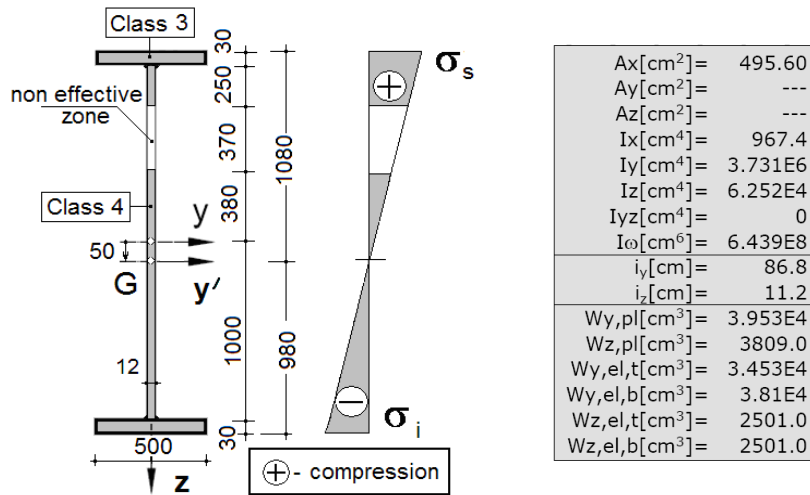 Class 3
non effective
zone
Class 4
50
G
y
y′
12
500
z
30
250
370
380
1000
30
1080
980
σs
+
−
σi
+ - compression
Ax[cm²]= 495.60
Ay[cm²]= ---
Az[cm²]= ---
Ix[cm⁴]= 967.4
Iy[cm⁴]= 3.731E6
Iz[cm⁴]= 6.252E4
Iyz[cm⁴]= 0
Iω[cm⁶]= 6.439E8
iy[cm]= 86.8
iz[cm]= 11.2
Wy,pl[cm³]= 3.953E4
Wz,pl[cm³]= 3809.0
Wy,el,t[cm³]= 3.453E4
Wy,el,b[cm³]= 3.81E4
Wz,el,t[cm³]= 2501.0
Wz,el,b[cm³]= 2501.0